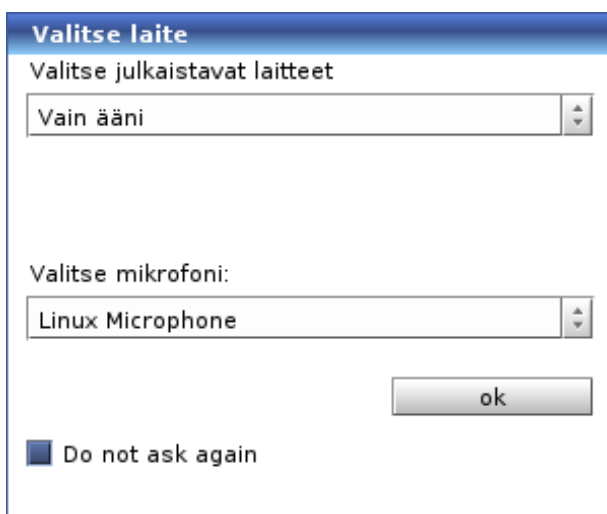 Valitse laite
Valitse julkaistavat laitteet
Vain ääni
Valitse mikrofoni:
Linux Microphone
ok
Do not ask again